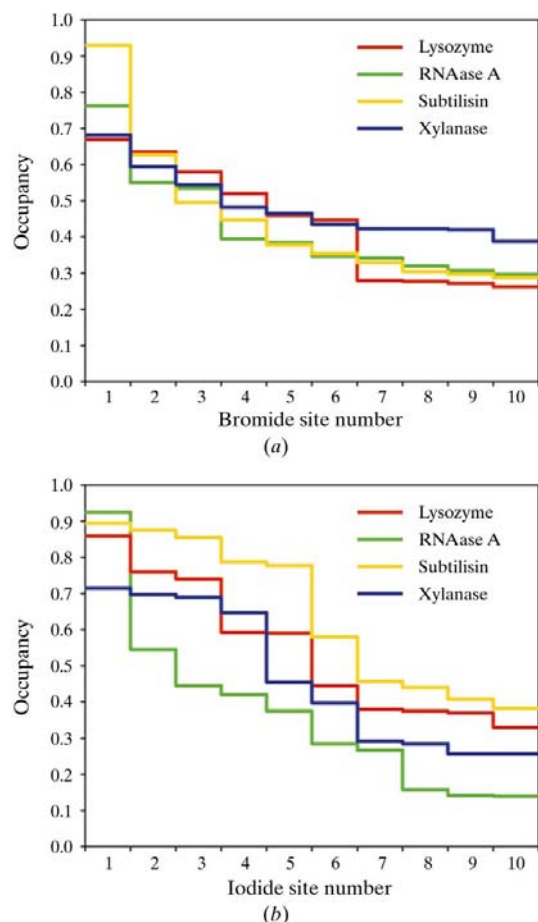 1.0
0.9
0.8
0.7
0.6
0.5
0.4
0.3
0.2
0.1
0.0
Occupancy
Lysozyme
RNAase A
Subtilisin
Xylanase
1 2 3 4 5 6 7 8 9 10
Bromide site number
(a)
1.0
0.9
0.8
0.7
0.6
0.5
0.4
0.3
0.2
0.1
0.0
Occupancy
Lysozyme
RNAase A
Subtilisin
Xylanase
1 2 3 4 5 6 7 8 9 10
Iodide site number
(b)